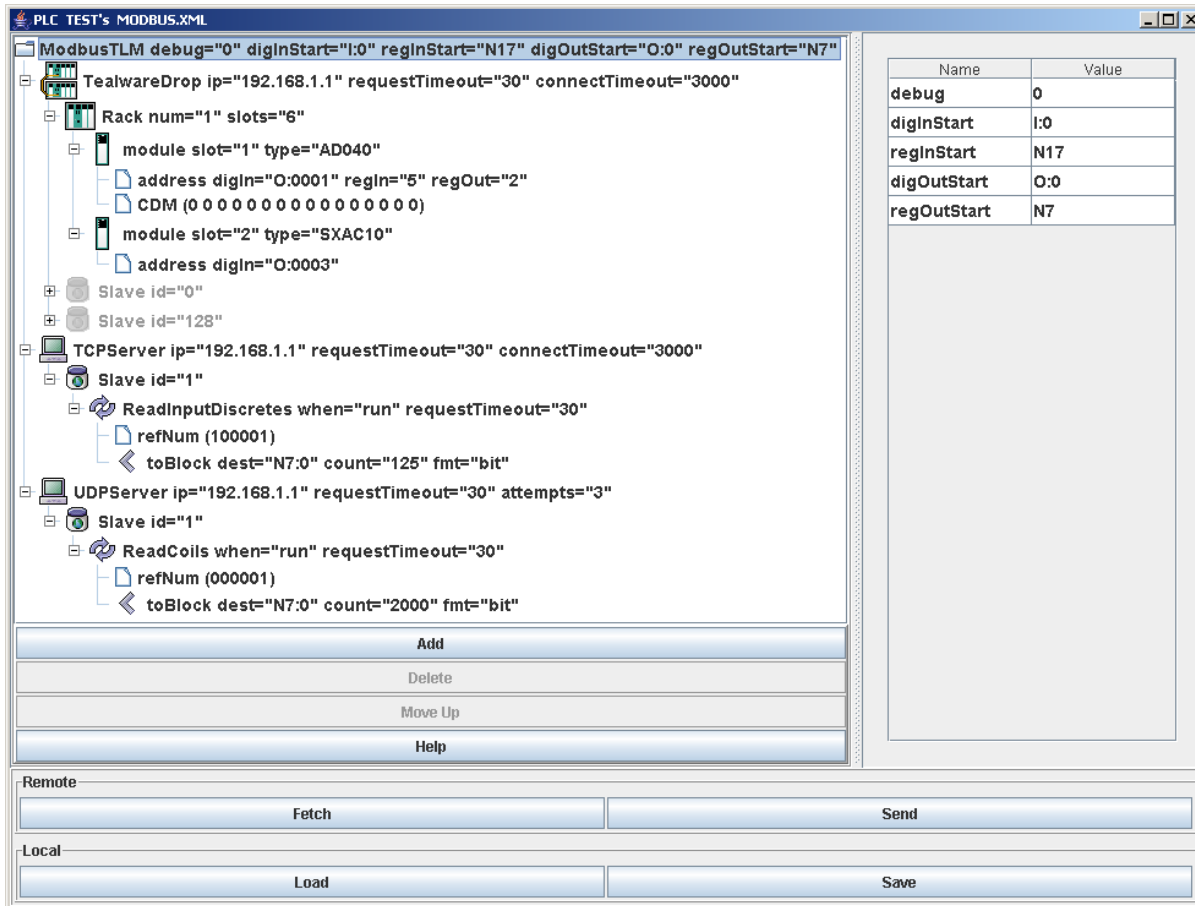 PLC TEST's MODBUS.XML
ModbusTLM debug="0" digInStart="I:0" regInStart="N17" digOutStart="O:0" regOutStart="N7"
TealwareDrop ip="192.168.1.1" requestTimeout="30" connectTimeout="3000"
Rack num="1" slots="6"
module slot="1" type="AD040"
address digIn="O:0001" regIn="5" regOut="2"
CDM (0 0 0 0 0 0 0 0 0 0 0 0 0 0 0 0)
module slot="2" type="SXAC10"
address digIn="O:0003"
Slave id="0"
Slave id="128"
TCPServer ip="192.168.1.1" requestTimeout="30" connectTimeout="3000"
Slave id="1"
ReadInputDiscretes when="run" requestTimeout="30"
refNum (100001)
toBlock dest="N7:0" count="125" fmt="bit"
UDPServer ip="192.168.1.1" requestTimeout="30" attempts="3"
Slave id="1"
ReadCoils when="run" requestTimeout="30"
refNum (000001)
toBlock dest="N7:0" count="2000" fmt="bit"
Add
Delete
Move Up
Help
Name Value
debug 0
digInStart I:0
regInStart N17
digOutStart O:0
regOutStart N7
Remote
Fetch Send
Local
Load Save